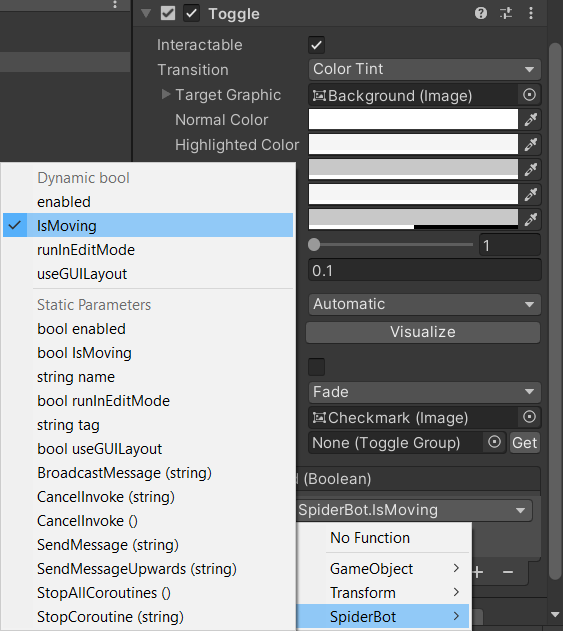 Toggle
Interactable
Transition
Color Tint
Target Graphic
Background (Image)
Normal Color
Highlighted Color
1
0.1
Automatic
Visualize
Fade
Checkmark (Image)
None (Toggle Group)
Get
(Boolean)
SpiderBot.IsMoving
Dynamic bool
enabled
IsMoving
runInEditMode
useGUILayout
Static Parameters
bool enabled
bool IsMoving
string name
bool runInEditMode
string tag
bool useGUILayout
BroadcastMessage (string)
CancelInvoke (string)
CancelInvoke ()
SendMessage (string)
SendMessageUpwards (string)
StopAllCoroutines ()
StopCoroutine (string)
No Function
GameObject
Transform
SpiderBot